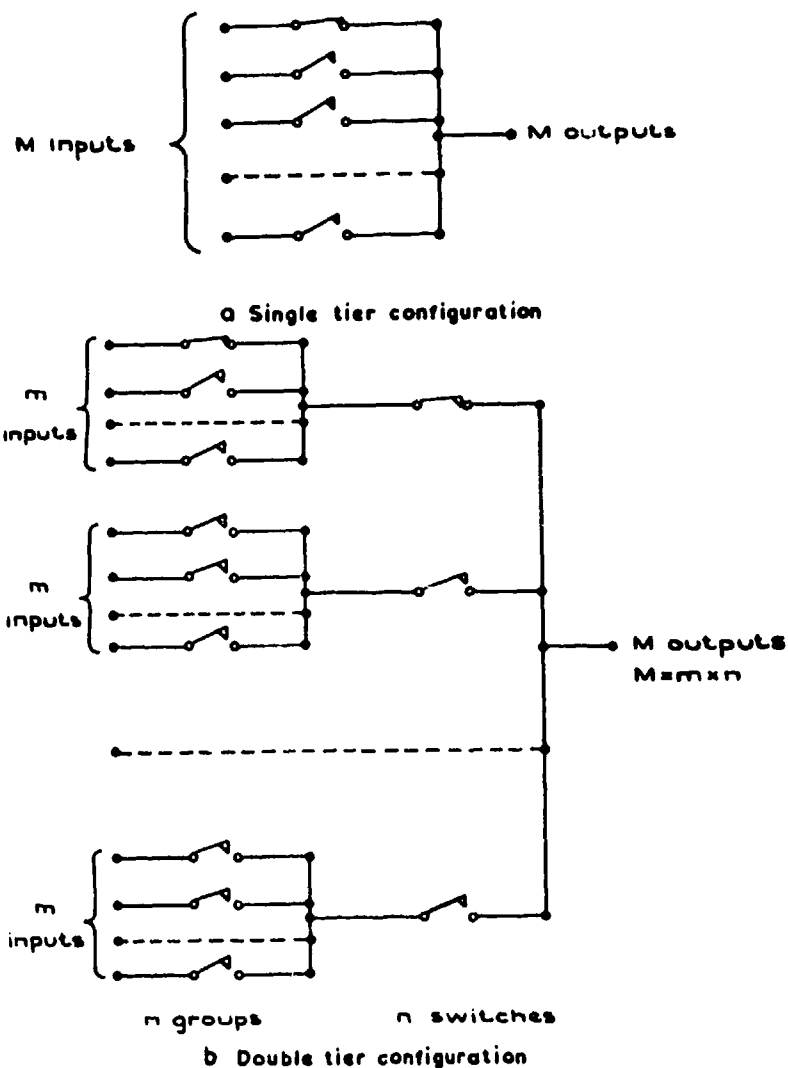 M inputs
M outputs
a Single tier configuration
m
inputs
m
inputs
M outputs
M=m×n
m
inputs
n groups
n switches
b Double tier configuration